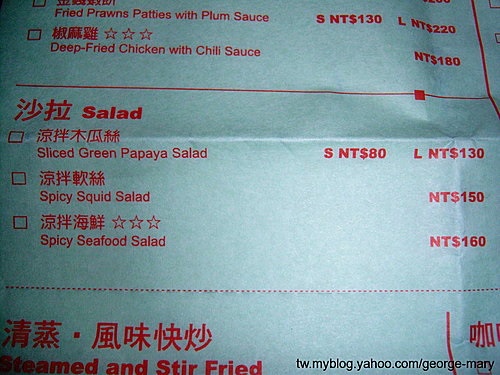 Fried Prawns Patties with Plum Sauce S NT$130 L NT$220
□ 椒麻雞 ☆☆☆
Deep-Fried Chicken with Chili Sauce NT$180
沙拉 Salad
□ 涼拌木瓜絲
Sliced Green Papaya Salad S NT$80 L NT$130
□ 涼拌軟絲
Spicy Squid Salad NT$150
□ 涼拌海鮮 ☆☆☆
Spicy Seafood Salad NT$160
清蒸・風味快炒
Steamed and Stir Fried
tw.myblog.yahoo.com/george-mary